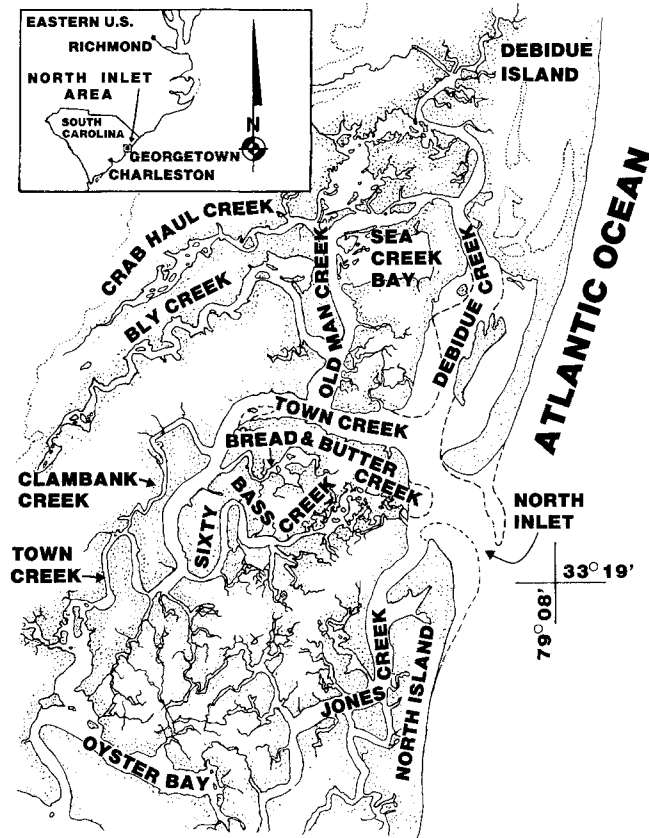 EASTERN U.S.
RICHMOND
NORTH INLET
AREA
SOUTH
CAROLINA
GEORGETOWN
CHARLESTON
N
DEBIDUE
ISLAND
CRAB HAUL CREEK
SEA
CREEK
BAY
BLY CREEK
OLD MAN CREEK
DEBIDUE CREEK
ATLANTIC OCEAN
TOWN CREEK
BREAD & BUTTER
CREEK
CLAMBANK
CREEK
SIXTY
BASS
CREEK
NORTH
INLET
TOWN
CREEK
33° 19'
79° 08'
JONES
CREEK
NORTH ISLAND
OYSTER BAY